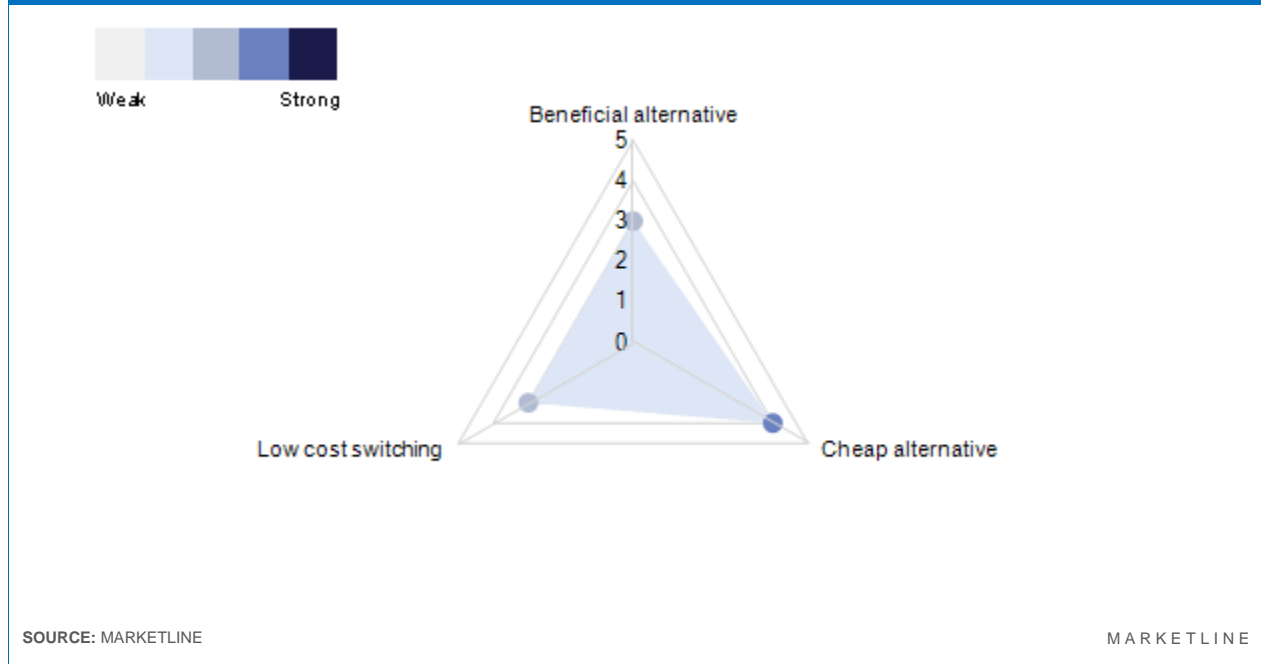 Weak Strong
Beneficial alternative
5
4
3
2
1
0
Low cost switching Cheap alternative
SOURCE: MARKETLINE MARKETLINE